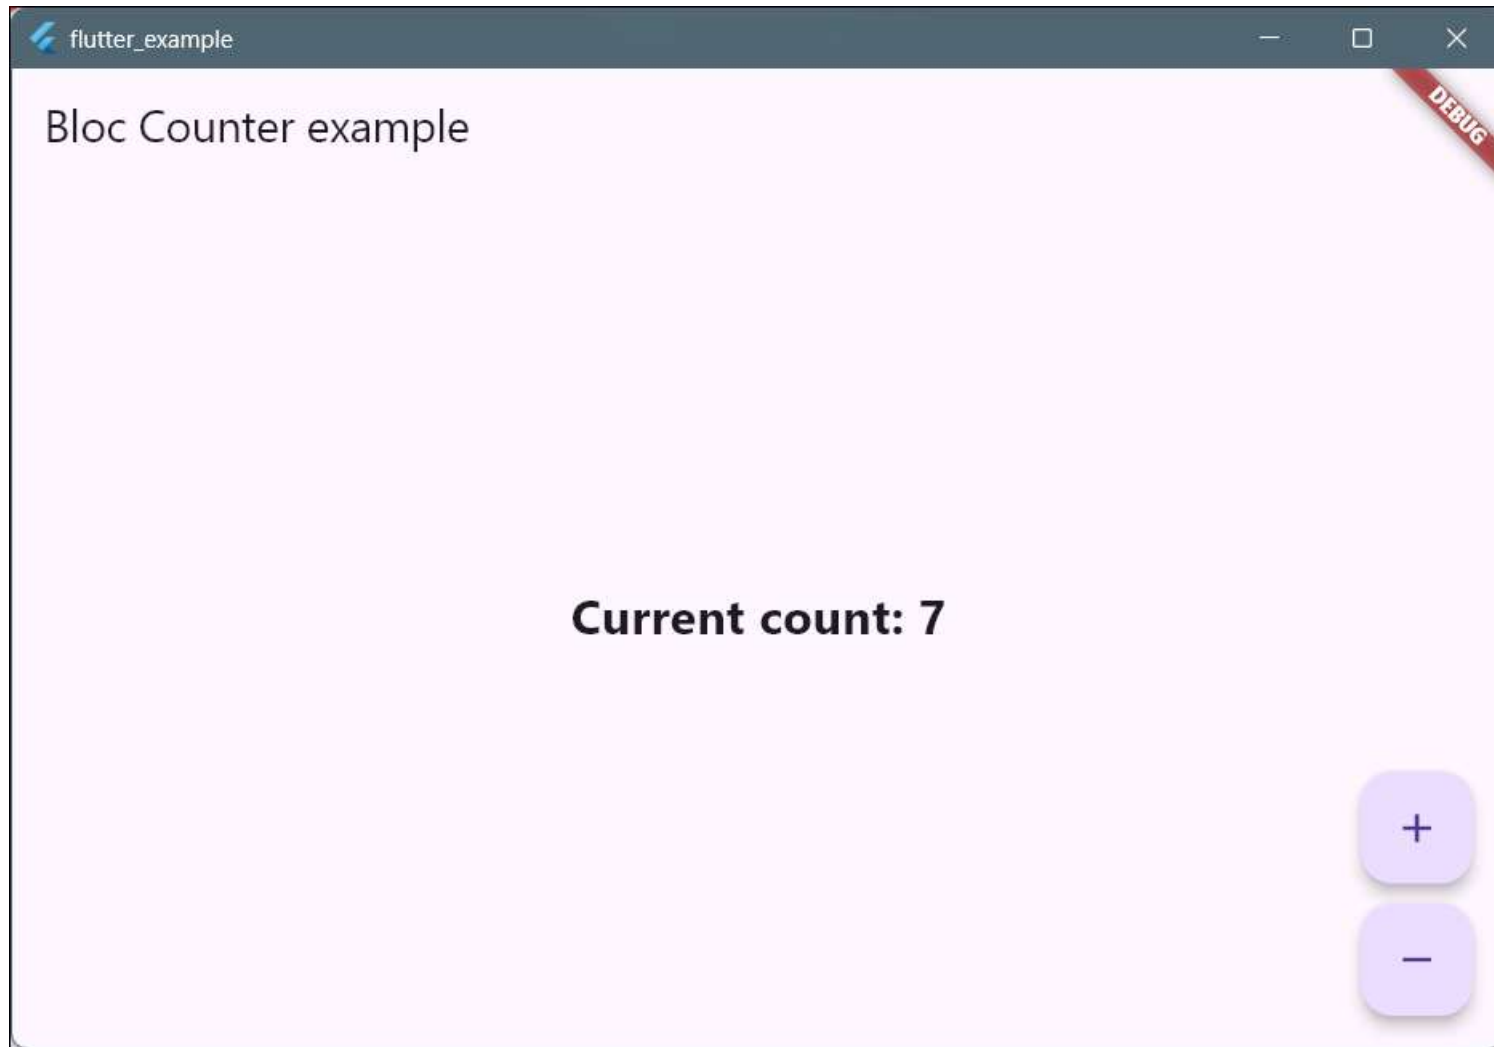 flutter_example
DEBUG
Bloc Counter example
Current count: 7
+
−